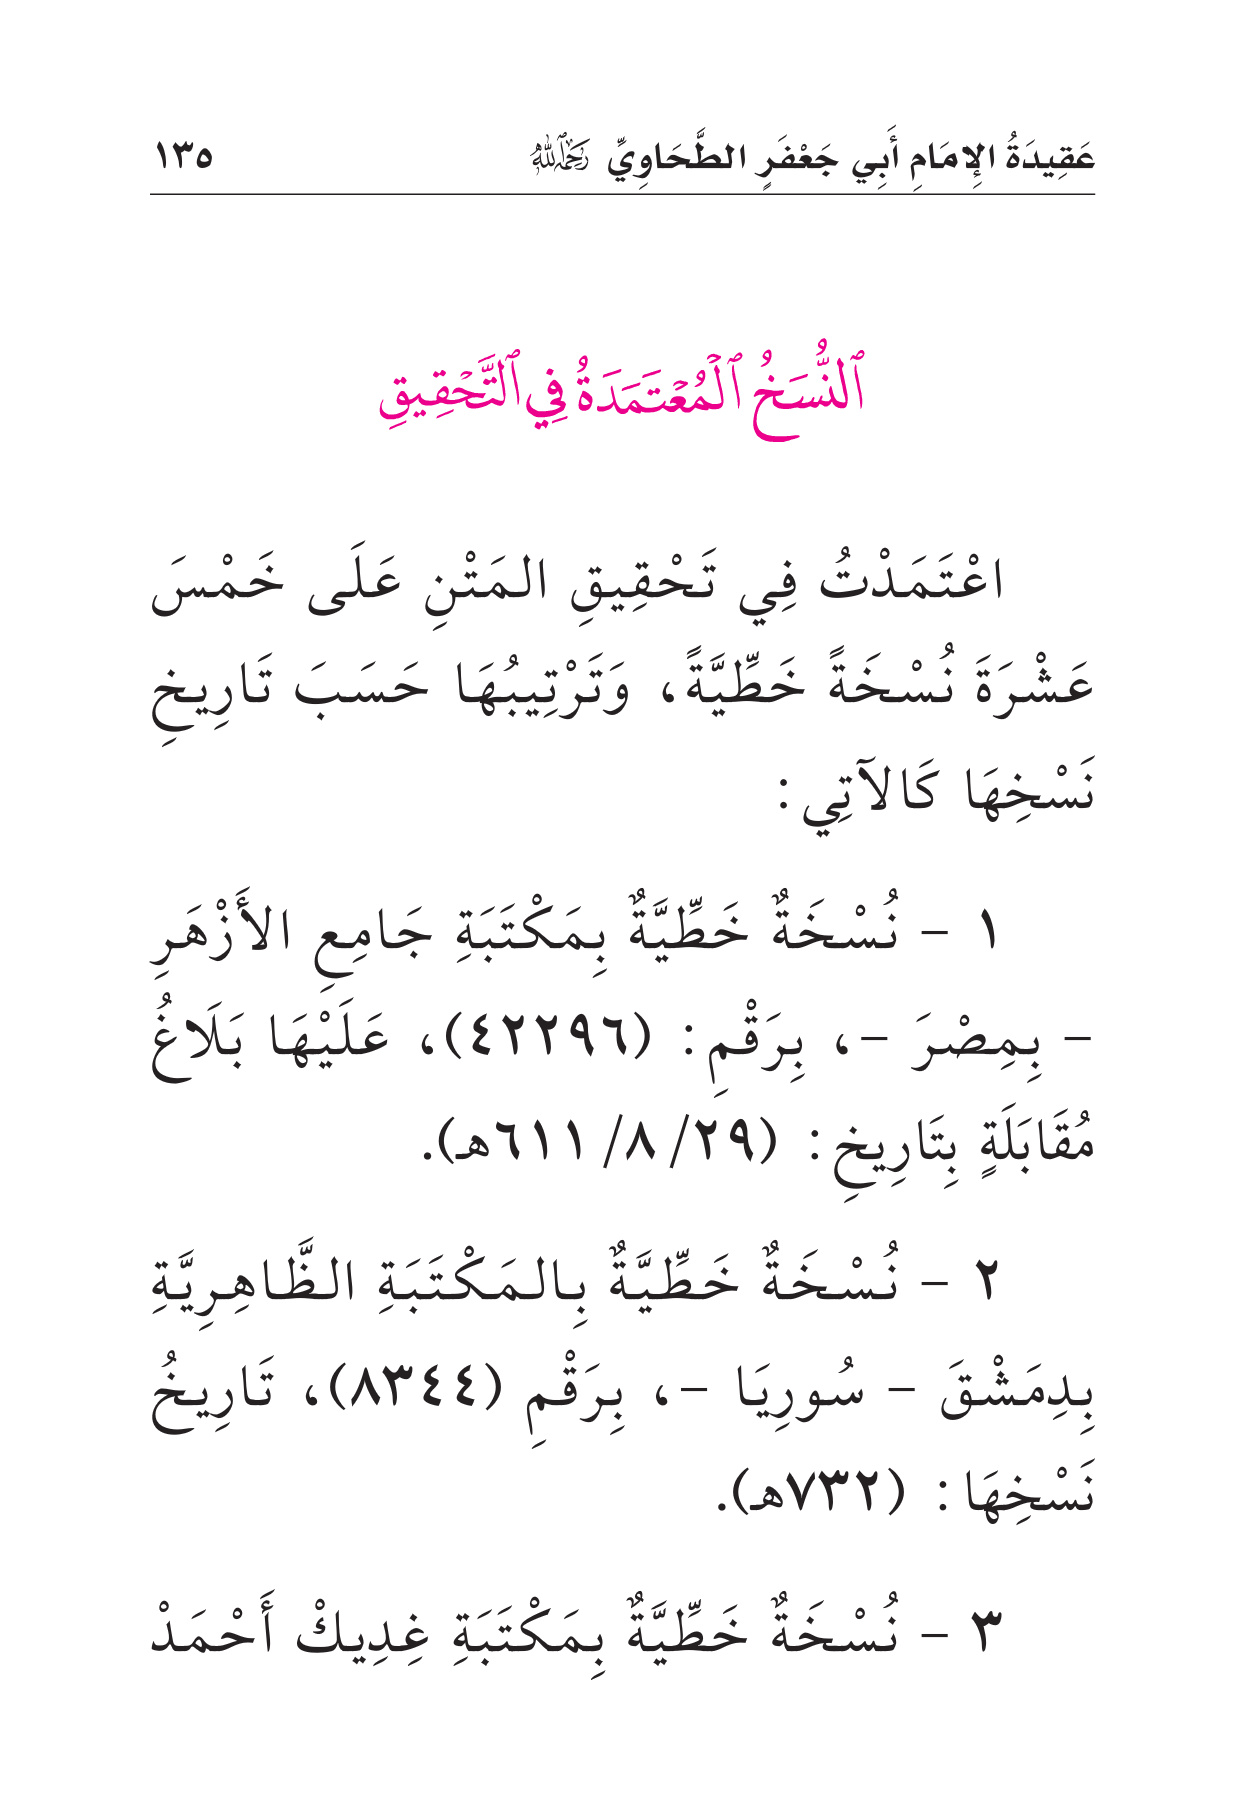 عَقِيدَةُ الإِمَامِ أَبِي جَعْفَرٍ الطَّحَاوِيِّ رَحِمَهُ ٱللَّهُ ١٣٥
ٱلنُّسَخُ ٱلْمُعْتَمَدَةُ فِي ٱلتَّحْقِيقِ
اعْتَمَدْتُ فِي تَحْقِيقِ المَتْنِ عَلَى خَمْسَ
عَشْرَةَ نُسْخَةً خَطِّيَّةً، وَتَرْتِيبُهَا حَسَبَ تَارِيخِ
نَسْخِهَا كَالآتِي:
١ - نُسْخَةٌ خَطِّيَّةٌ بِمَكْتَبَةِ جَامِعِ الأَزْهَرِ
- بِمِصْرَ -، بِرَقْمِ: (٤٢٢٩٦)، عَلَيْهَا بَلَاغُ
مُقَابَلَةٍ بِتَارِيخِ: (٢٩/ ٨/ ٦١١هـ).
٢ - نُسْخَةٌ خَطِّيَّةٌ بِالمَكْتَبَةِ الظَّاهِرِيَّةِ
بِدِمَشْقَ - سُورِيَا -، بِرَقْمِ (٨٣٤٤)، تَارِيخُ
نَسْخِهَا: (٧٣٢هـ).
٣ - نُسْخَةٌ خَطِّيَّةٌ بِمَكْتَبَةِ غِدِيكْ أَحْمَدْ